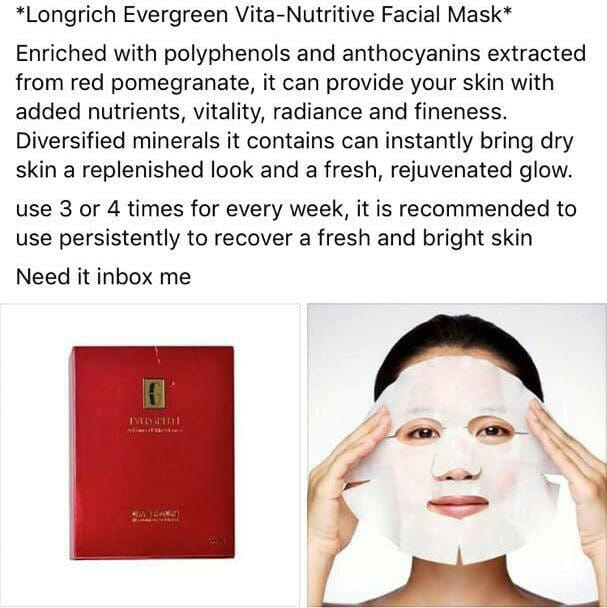 *Longrich Evergreen Vita-Nutritive Facial Mask*
Enriched with polyphenols and anthocyanins extracted
from red pomegranate, it can provide your skin with
added nutrients, vitality, radiance and fineness.
Diversified minerals it contains can instantly bring dry
skin a replenished look and a fresh, rejuvenated glow.
use 3 or 4 times for every week, it is recommended to
use persistently to recover a fresh and bright skin
Need it inbox me